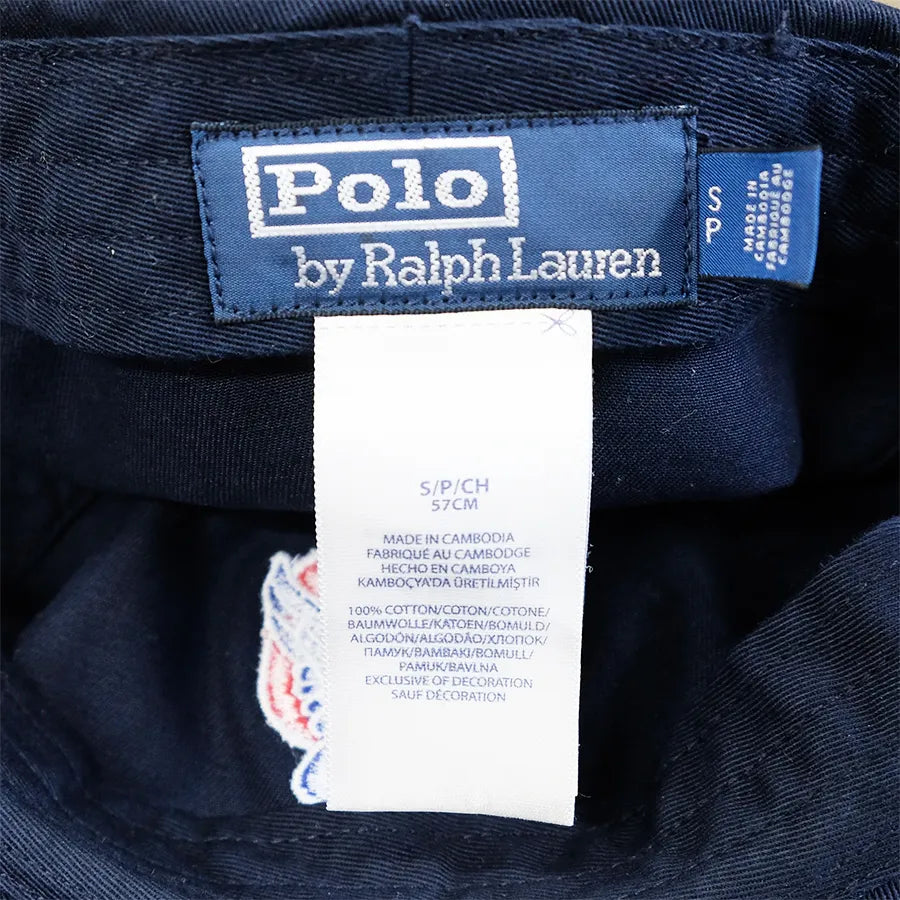 Polo
by Ralph Lauren
S
P
MADE IN
CAMBODIA
FABRIQUÉ AU
CAMBODGE
S/P/CH
57CM
MADE IN CAMBODIA
FABRIQUÉ AU CAMBODGE
HECHO EN CAMBOYA
KAMBOÇYA'DA ÜRETILMİŞTİR
100% COTTON/COTON/COTONE/
BAUMWOLLE/KATOEN/BOMULD/
ALGODÓN/ALGODÃO/ХЛОПОК/
ПАМУК/ΒΑΜΒΑΚΙ/BOMULL/
PAMUK/BAVLNA
EXCLUSIVE OF DECORATION
SAUF DÉCORATION